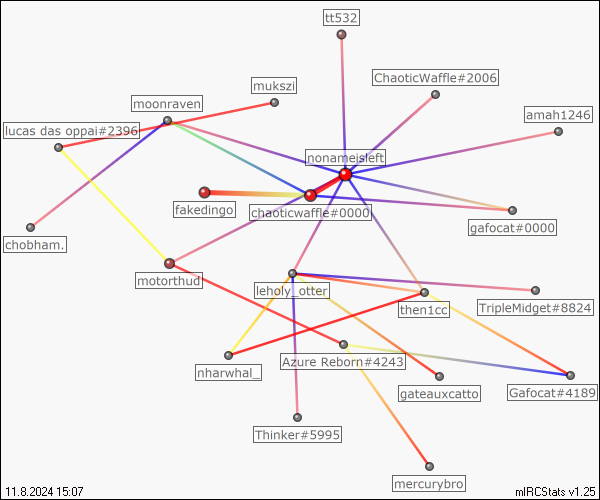 tt532
ChaoticWaffle#2006
mukszi
moonraven
amah1246
lucas das oppai#2396
nonameisleft
fakedingo
chaoticwaffle#0000
gafocat#0000
chobham.
motorthud
leholy_otter
then1cc
TripleMidget#8824
nharwhal_
Azure Reborn#4243
gateauxcatto
Gafocat#4189
Thinker#5995
mercurybro
11.8.2024 15:07
mIRCStats v1.25